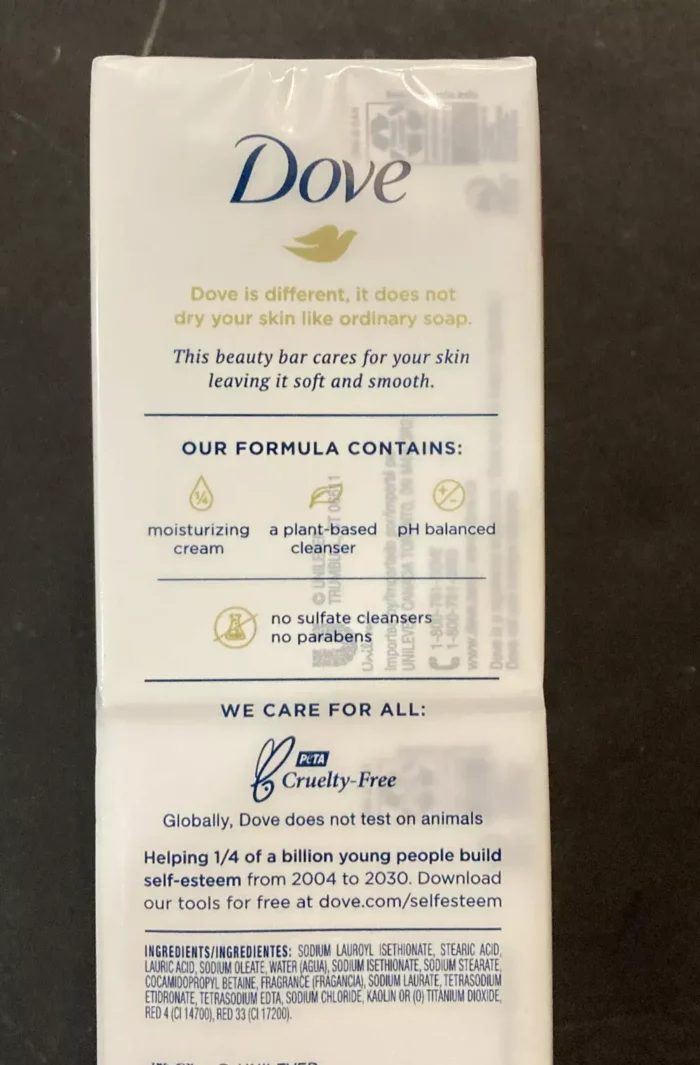 Dove
Dove is different, it does not
dry your skin like ordinary soap.
This beauty bar cares for your skin
leaving it soft and smooth.
OUR FORMULA CONTAINS:
¼
moisturizing cream
a plant-based cleanser
pH balanced
no sulfate cleansers
no parabens
WE CARE FOR ALL:
PETA
Cruelty-Free
Globally, Dove does not test on animals
Helping 1/4 of a billion young people build
self-esteem from 2004 to 2030. Download
our tools for free at dove.com/selfesteem
INGREDIENTS/INGREDIENTES: SODIUM LAUROYL ISETHIONATE, STEARIC ACID,
LAURIC ACID, SODIUM OLEATE, WATER (AGUA), SODIUM ISETHIONATE, SODIUM STEARATE,
COCAMIDOPROPYL BETAINE, FRAGRANCE (FRAGANCIA), SODIUM LAURATE, TETRASODIUM
ETIDRONATE, TETRASODIUM EDTA, SODIUM CHLORIDE, KAOLIN OR (O) TITANIUM DIOXIDE,
RED 4 (CI 14700), RED 33 (CI 17200).